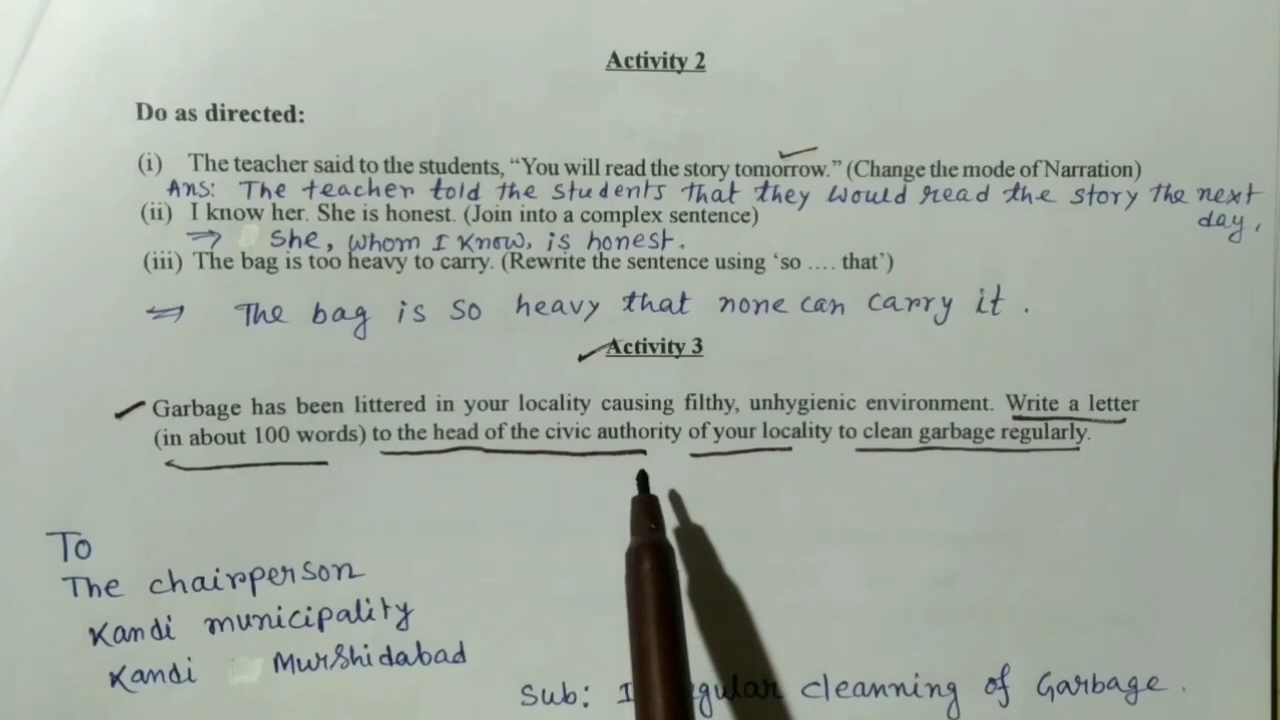 Activity 2
Do as directed:
(i) The teacher said to the students, “You will read the story tomorrow.” (Change the mode of Narration)
Ans: The teacher told the students that they would read the story the next
day.
(ii) I know her. She is honest. (Join into a complex sentence)
⇒ She, whom I know, is honest.
(iii) The bag is too heavy to carry. (Rewrite the sentence using ‘so .... that’)
⇒ The bag is so heavy that none can carry it.
Activity 3
Garbage has been littered in your locality causing filthy, unhygienic environment. Write a letter
(in about 100 words) to the head of the civic authority of your locality to clean garbage regularly.
To
The chairperson
Kandi municipality
Kandi Murshidabad
Sub: cleanning of Garbage.